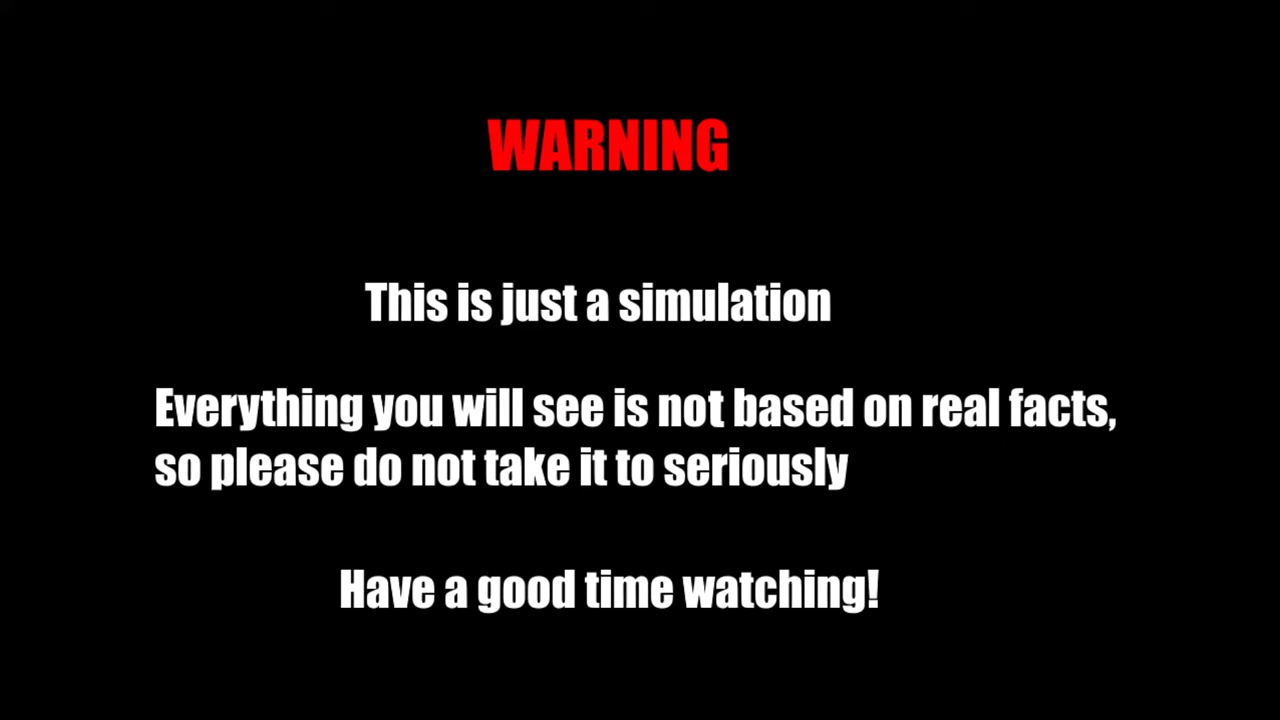 WARNING
This is just a simulation
Everything you will see is not based on real facts,
so please do not take it to seriously
Have a good time watching!